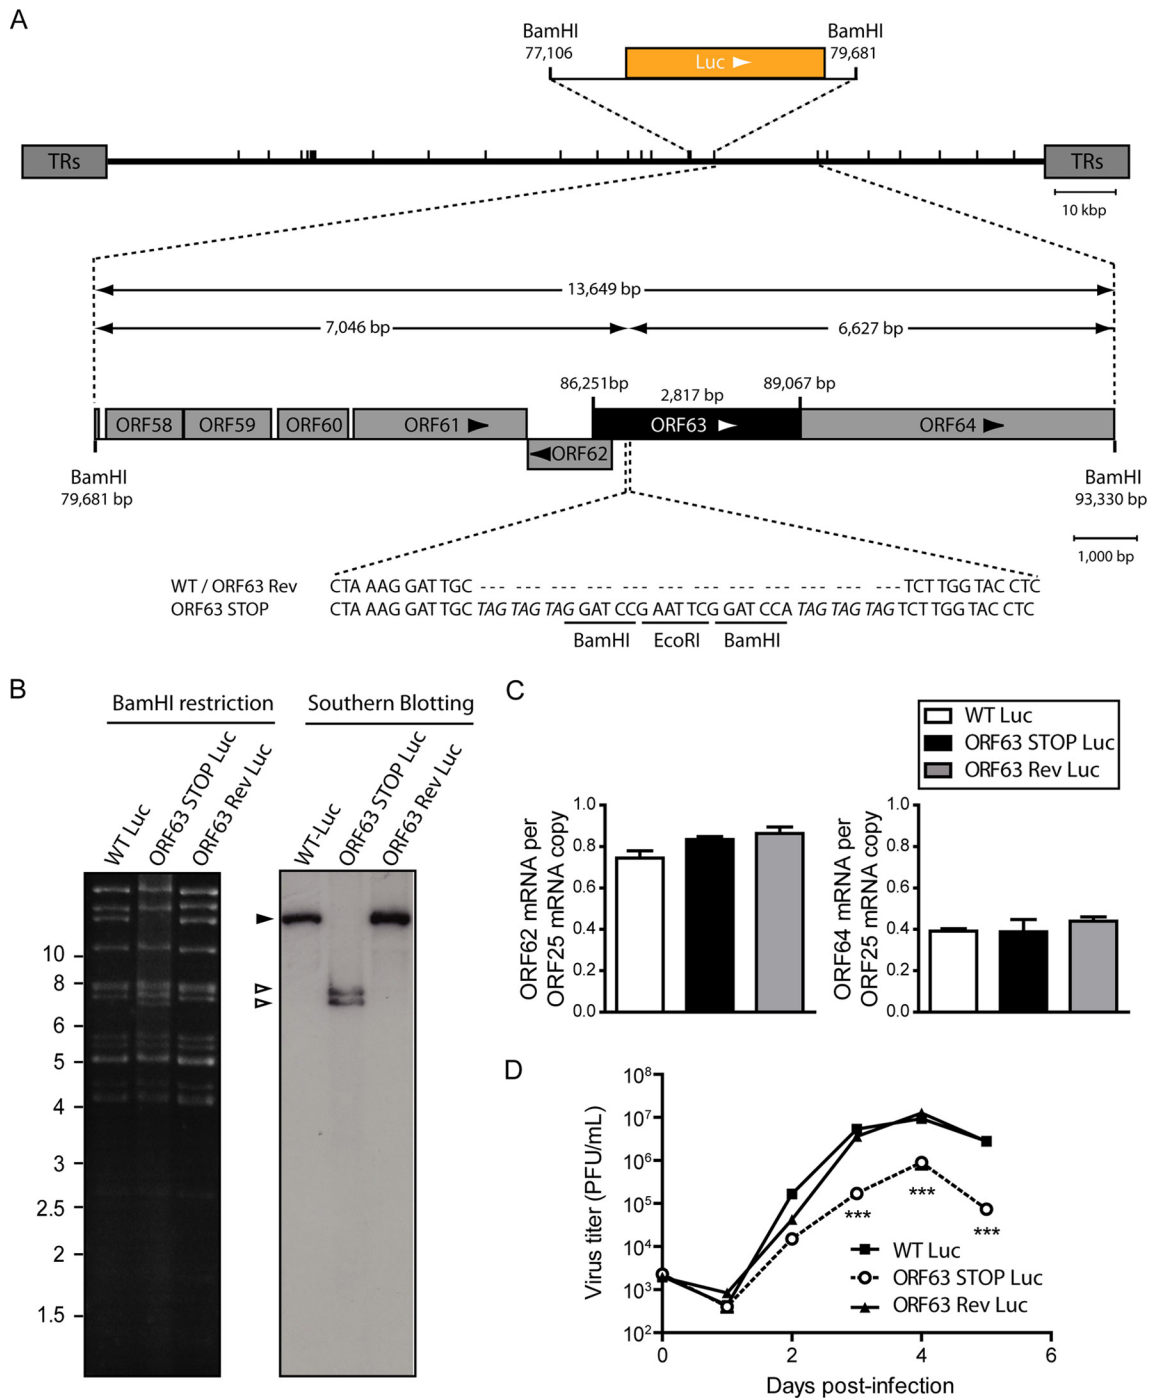 A
BamHI
77,106
BamHI
79,681
Luc
TRs
TRs
10 kbp
13,649 bp
7,046 bp
6,627 bp
86,251bp
2,817 bp
89,067 bp
ORF58
ORF59
ORF60
ORF61
ORF63
ORF64
ORF62
BamHI
79,681 bp
BamHI
93,330 bp
1,000 bp
WT / ORF63 Rev
CTA AAG GAT TGC --- --- --- --- --- --- --- --- --- --- TCT TGG TAC CTC
ORF63 STOP
CTA AAG GAT TGC TAG TAG TAG GAT CCG AAT TCG GAT CCA TAG TAG TAG TCT TGG TAC CTC
BamHI
EcoRI
BamHI
B
BamHI restriction
Southern Blotting
WT Luc
ORF63 STOP Luc
ORF63 Rev Luc
WT-Luc
ORF63 STOP Luc
ORF63 Rev Luc
10
8
6
5
4
3
2.5
2
1.5
C
WT Luc
ORF63 STOP Luc
ORF63 Rev Luc
ORF62 mRNA per
ORF25 mRNA copy
1.0
0.8
0.6
0.4
0.2
0.0
ORF64 mRNA per
ORF25 mRNA copy
1.0
0.8
0.6
0.4
0.2
0.0
D
Virus titer (PFU/mL)
10⁸
10⁷
10⁶
10⁵
10⁴
10³
10²
***
***
***
WT Luc
ORF63 STOP Luc
ORF63 Rev Luc
0
2
4
6
Days post-infection